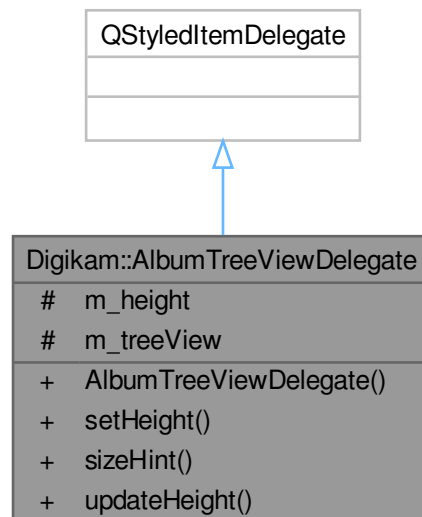 QStyledItemDelegate
Digikam::AlbumTreeViewDelegate
# m_height
# m_treeView
+ AlbumTreeViewDelegate()
+ setHeight()
+ sizeHint()
+ updateHeight()